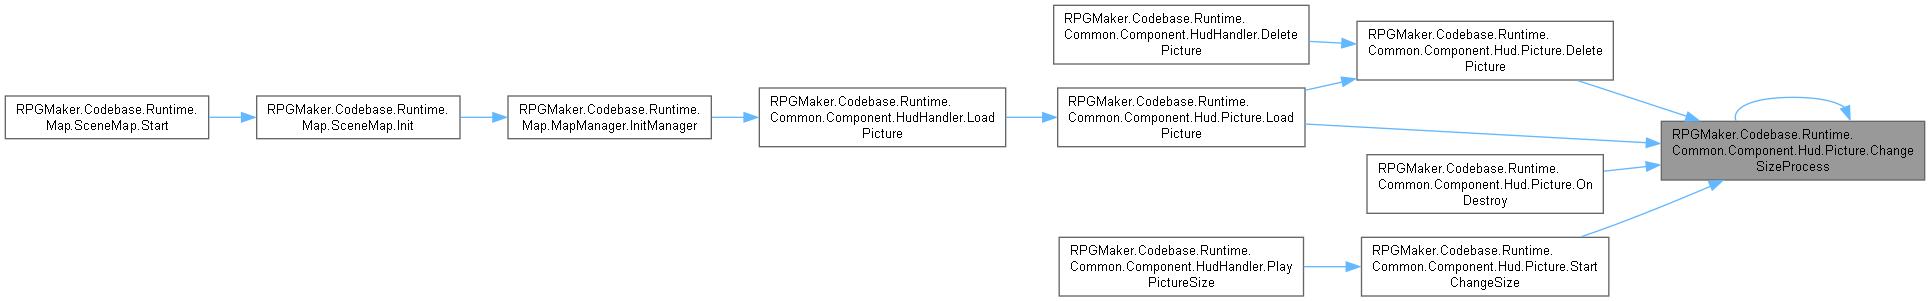 RPGMaker.Codebase.Runtime.
Map.SceneMap.Start
RPGMaker.Codebase.Runtime.
Map.SceneMap.Init
RPGMaker.Codebase.Runtime.
Map.MapManager.InitManager
RPGMaker.Codebase.Runtime.
Common.Component.HudHandler.Load
Picture
RPGMaker.Codebase.Runtime.
Common.Component.HudHandler.Delete
Picture
RPGMaker.Codebase.Runtime.
Common.Component.Hud.Picture.Load
Picture
RPGMaker.Codebase.Runtime.
Common.Component.HudHandler.Play
PictureSize
RPGMaker.Codebase.Runtime.
Common.Component.Hud.Picture.Delete
Picture
RPGMaker.Codebase.Runtime.
Common.Component.Hud.Picture.On
Destroy
RPGMaker.Codebase.Runtime.
Common.Component.Hud.Picture.Start
ChangeSize
RPGMaker.Codebase.Runtime.
Common.Component.Hud.Picture.Change
SizeProcess